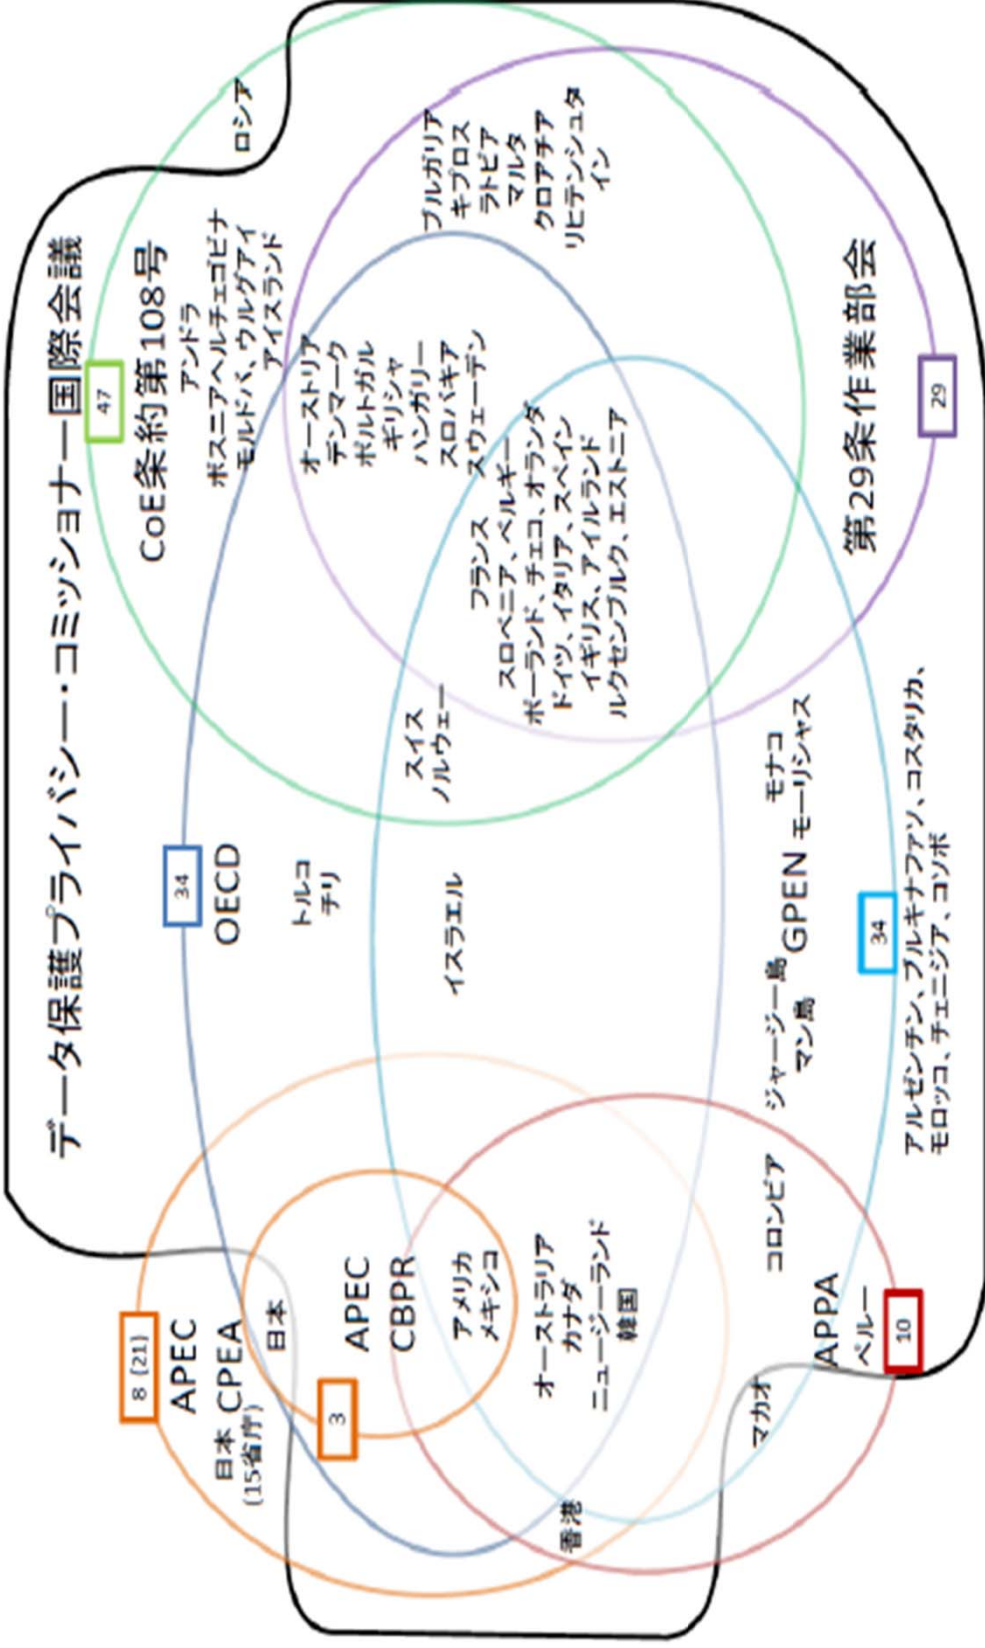 データ保護プライバシー・コミッショナー国際会議
8 (21)
APEC
CPEA
日本
(15省庁)
日本
3
APEC
CBPR
アメリカ
メキシコ
オーストラリア
カナダ
ニュージーランド
韓国
香港
マカオ
コロンビア
APPA
ペルー
10
34
OECD
トルコ
チリ
イスラエル
ジャージー島
マン島
GPEN
モナコ
モーリシャス
34
アルゼンチン、ブルキナファソ、コスタリカ、
モロッコ、チェニジア、コソボ
47
CoE条約第108号
アンドラ
ボスニアヘルチェゴビナ
モルドバ、ウルグアイ
アイスランド
ロシア
スイス
ノルウェー
オーストリア
デンマーク
ポルトガル
ギリシャ
ハンガリー
スロバキア
スウェーデン
フランス
スロベニア、ベルギー
ポーランド、チェコ、オランダ
ドイツ、イタリア、スペイン
イギリス、アイルランド
ルクセンブルク、エストニア
ブルガリア
キプロス
ラトビア
マルタ
クロアチア
リヒテンシュタ
イン
第29条作業部会
29